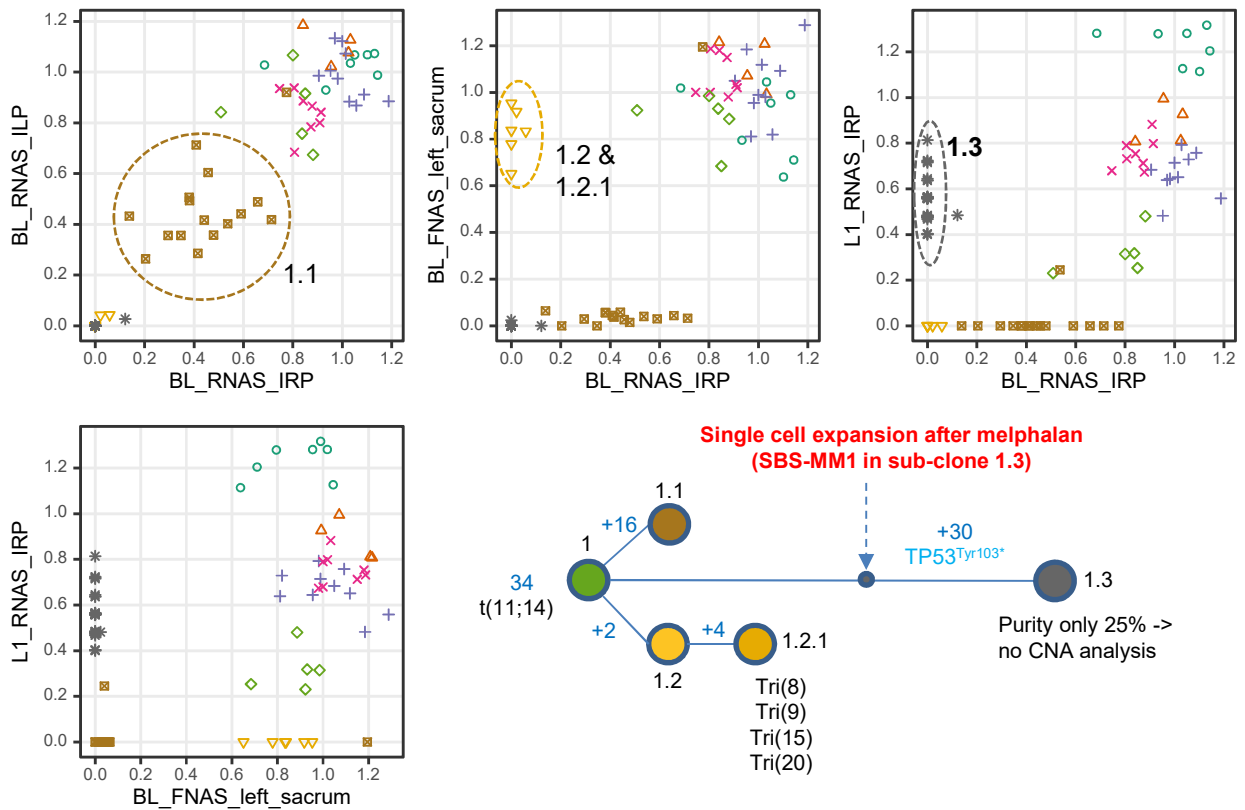 1.2
1.0
0.8
0.6
0.4
0.2
0.0
BL_RNAS_ILP
1.1
0.0 0.2 0.4 0.6 0.8 1.0 1.2
BL_RNAS_IRP
1.2
1.0
0.8
0.6
0.4
0.2
0.0
BL_FNAS_left_sacrum
1.2 &
1.2.1
0.0 0.2 0.4 0.6 0.8 1.0 1.2
BL_RNAS_IRP
1.2
1.0
0.8
0.6
0.4
0.2
0.0
L1_RNAS_IRP
1.3
0.0 0.2 0.4 0.6 0.8 1.0 1.2
BL_RNAS_IRP
1.2
1.0
0.8
0.6
0.4
0.2
0.0
L1_RNAS_IRP
0.0 0.2 0.4 0.6 0.8 1.0 1.2
BL_FNAS_left_sacrum
Single cell expansion after melphalan
(SBS-MM1 in sub-clone 1.3)
1.1
+16
1
34
t(11;14)
+30
TP53Tyr103*
1.3
Purity only 25% ->
no CNA analysis
+2
1.2
+4
1.2.1
Tri(8)
Tri(9)
Tri(15)
Tri(20)